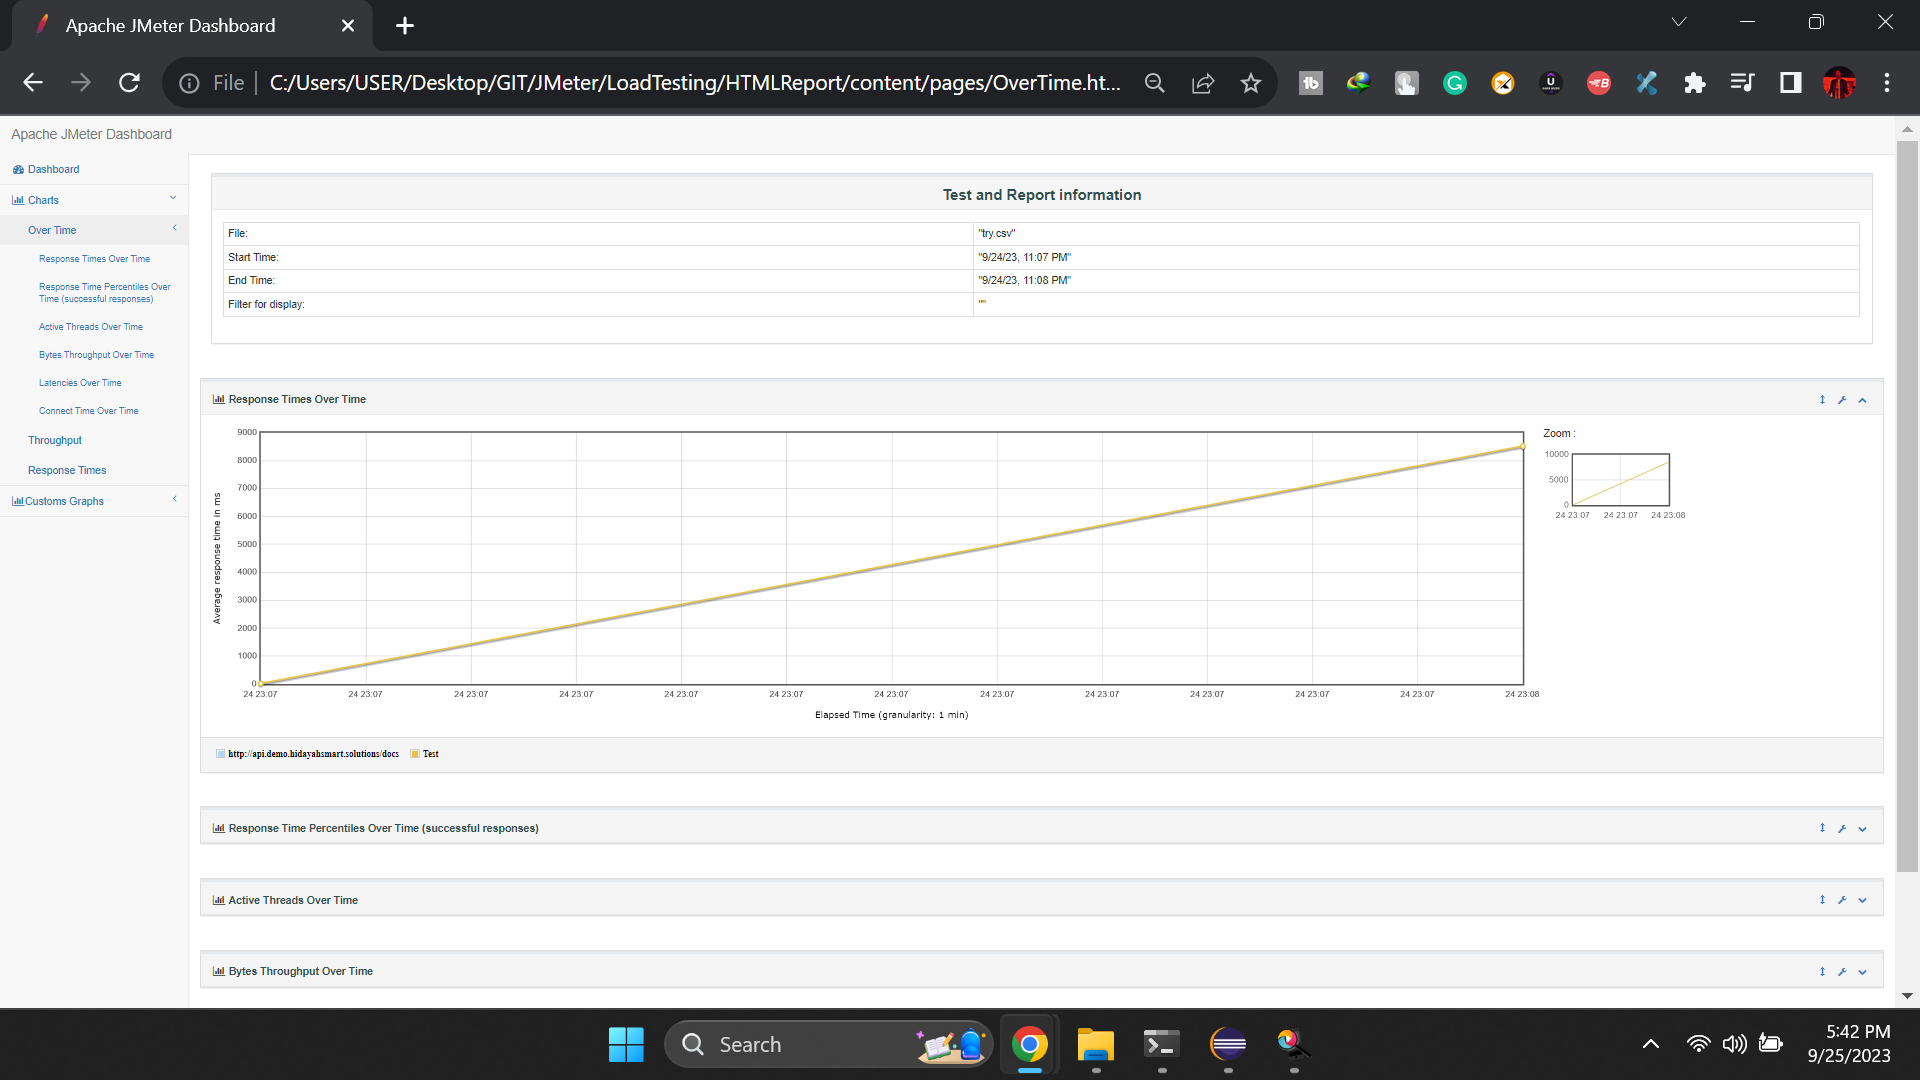 Apache JMeter Dashboard
File
C:/Users/USER/Desktop/GIT/JMeter/LoadTesting/HTMLReport/content/pages/OverTime.ht...
Apache JMeter Dashboard
Dashboard
Charts
Over Time
Response Times Over Time
Response Time Percentiles Over
Time (successful responses)
Active Threads Over Time
Bytes Throughput Over Time
Latencies Over Time
Connect Time Over Time
Throughput
Response Times
Customs Graphs
Test and Report information
File: "try.csv"
Start Time: "9/24/23, 11:07 PM"
End Time: "9/24/23, 11:08 PM"
Filter for display: ""
Response Times Over Time
Average response time in ms
9000
8000
7000
6000
5000
4000
3000
2000
1000
0
24 23:07 24 23:07 24 23:07 24 23:07 24 23:07 24 23:07 24 23:07 24 23:07 24 23:07 24 23:07 24 23:07 24 23:07 24 23:08
Elapsed Time (granularity: 1 min)
Zoom :
10000
5000
0
24 23:07 24 23:07 24 23:08
http://api.demo.hidayahsmart.solutions/docs Test
Response Time Percentiles Over Time (successful responses)
Active Threads Over Time
Bytes Throughput Over Time
Search
5:42 PM
9/25/2023